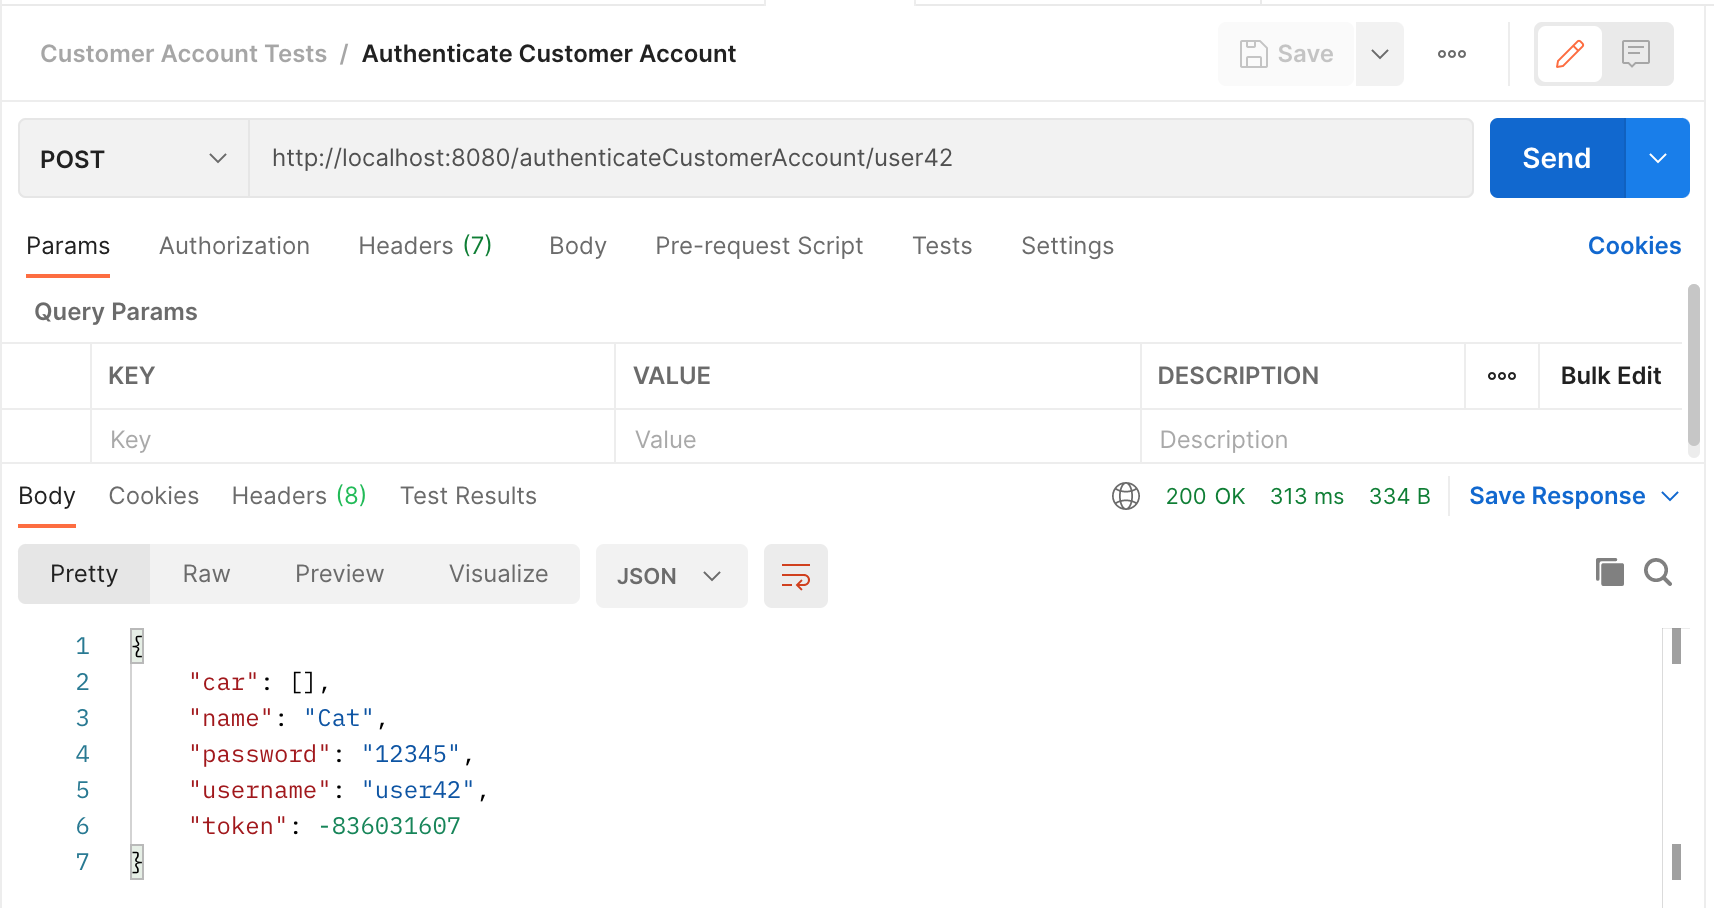 Customer Account Tests / Authenticate Customer Account
Save
POST
http://localhost:8080/authenticateCustomerAccount/user42
Send
Params Authorization Headers (7) Body Pre-request Script Tests Settings Cookies
Query Params
KEY VALUE DESCRIPTION ooo Bulk Edit
Key Value Description
Body Cookies Headers (8) Test Results 200 OK 313 ms 334 B Save Response
Pretty Raw Preview Visualize JSON
1 {
2 "car": [],
3 "name": "Cat",
4 "password": "12345",
5 "username": "user42",
6 "token": -836031607
7 }